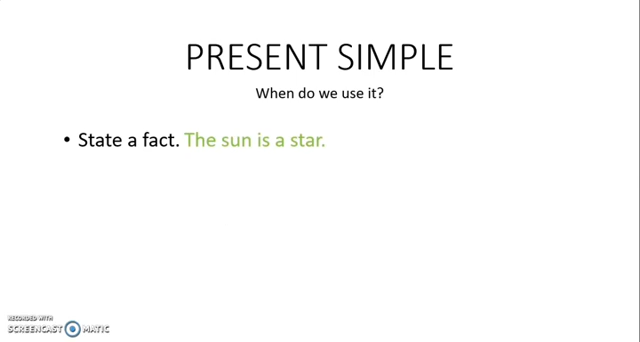 PRESENT SIMPLE
When do we use it?
• State a fact. The sun is a star.
RECORDED WITH
SCREENCAST MATIC